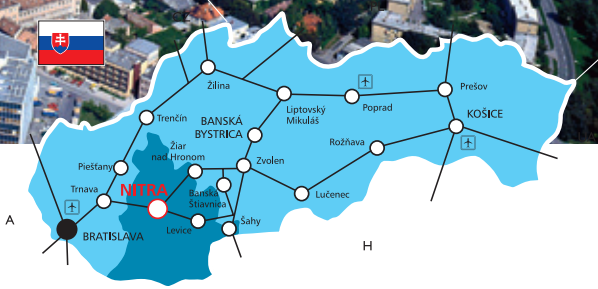 Žilina
Liptovský
Mikuláš
Poprad
Prešov
KOŠICE
Trenčín
BANSKÁ
BYSTRICA
Rožňava
Žiar
nad Hronom
Zvolen
Piešťany
Trnava
NITRA
Banská
Štiavnica
Lučenec
Levice
Šahy
A
BRATISLAVA
H